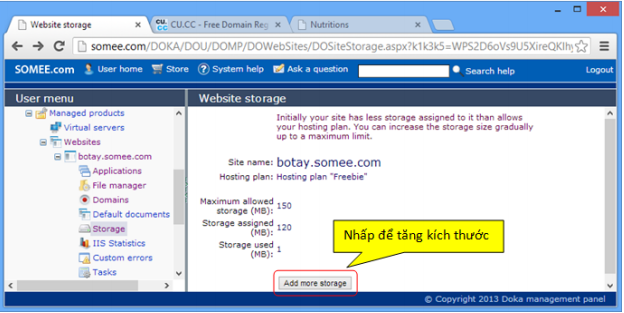 Website storage
CU.CC - Free Domain Reg
Nutritions
somee.com/DOKA/DOU/DOMP/DOWebSites/DOSiteStorage.aspx?k1k3k5=WPS2D6oVs9U5XireQKIh
SOMEE.com User home Store System help Ask a question Search help Logout
User menu
Website storage
Managed products
Virtual servers
Websites
botay.somee.com
Applications
File manager
Domains
Default documents
Storage
IIS Statistics
Custom errors
Tasks
Initially your site has less storage assigned to it than allows
your hosting plan. You can increase the storage size gradually
up to a maximum limit.
Site name: botay.somee.com
Hosting plan: Hosting plan "Freebie"
Maximum allowed
storage (MB): 150
Storage assigned
(MB): 120
Storage used
(MB): 1
Nhấp để tăng kích thước
Add more storage
© Copyright 2013 Doka management panel